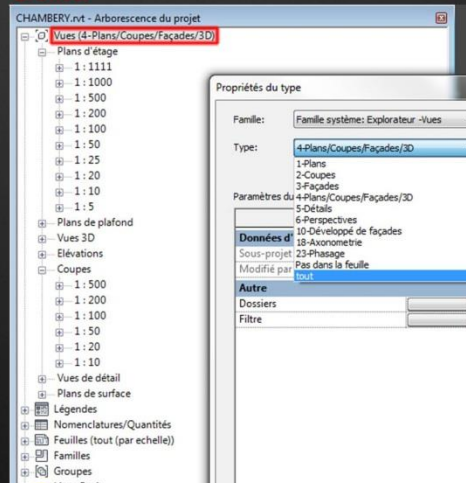 CHAMBERY.rvt - Arborescence du projet
Vues (4-Plans/Coupes/Façades/3D)
Plans d'étage
1 : 1111
1 : 1000
1 : 500
1 : 200
1 : 100
1 : 50
1 : 25
1 : 20
1 : 10
1 : 5
Plans de plafond
Vues 3D
Elévations
Coupes
1 : 500
1 : 200
1 : 100
1 : 50
1 : 20
1 : 10
Vues de détail
Plans de surface
Légendes
Nomenclatures/Quantités
Feuilles (tout (par echelle))
Familles
Groupes
Propriétés du type
Famille: Famille système: Explorateur -Vues
Type: 4-Plans/Coupes/Façades/3D
1-Plans
2-Coupes
3-Façades
4-Plans/Coupes/Façades/3D
5-Détails
6-Perspectives
10-Développé de façades
18-Axonometrie
23-Phasage
Pas dans la feuille
tout
Paramètres du
Données d'
Sous-projet
Modifié par
Autre
Dossiers
Filtre